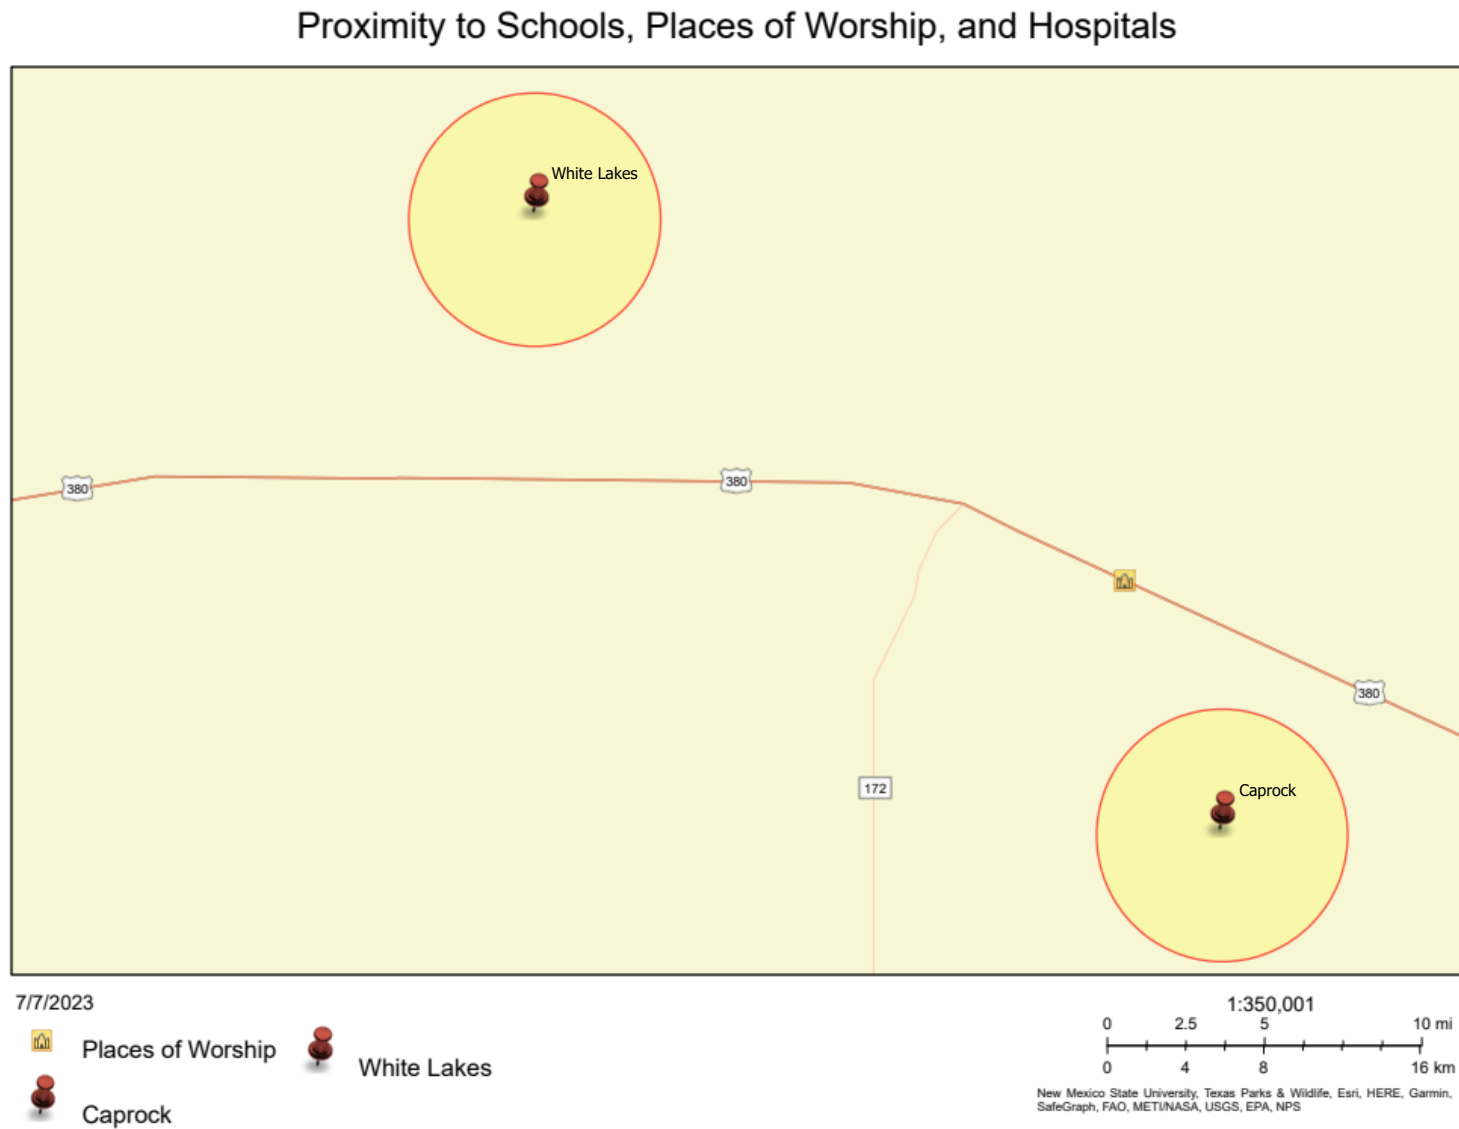 Proximity to Schools, Places of Worship, and Hospitals
White Lakes
380
380
380
172
Caprock
7/7/2023
Places of Worship
White Lakes
Caprock
1:350,001
0 2.5 5 10 mi
0 4 8 16 km
New Mexico State University, Texas Parks & Wildlife, Esri, HERE, Garmin,
SafeGraph, FAO, METI/NASA, USGS, EPA, NPS